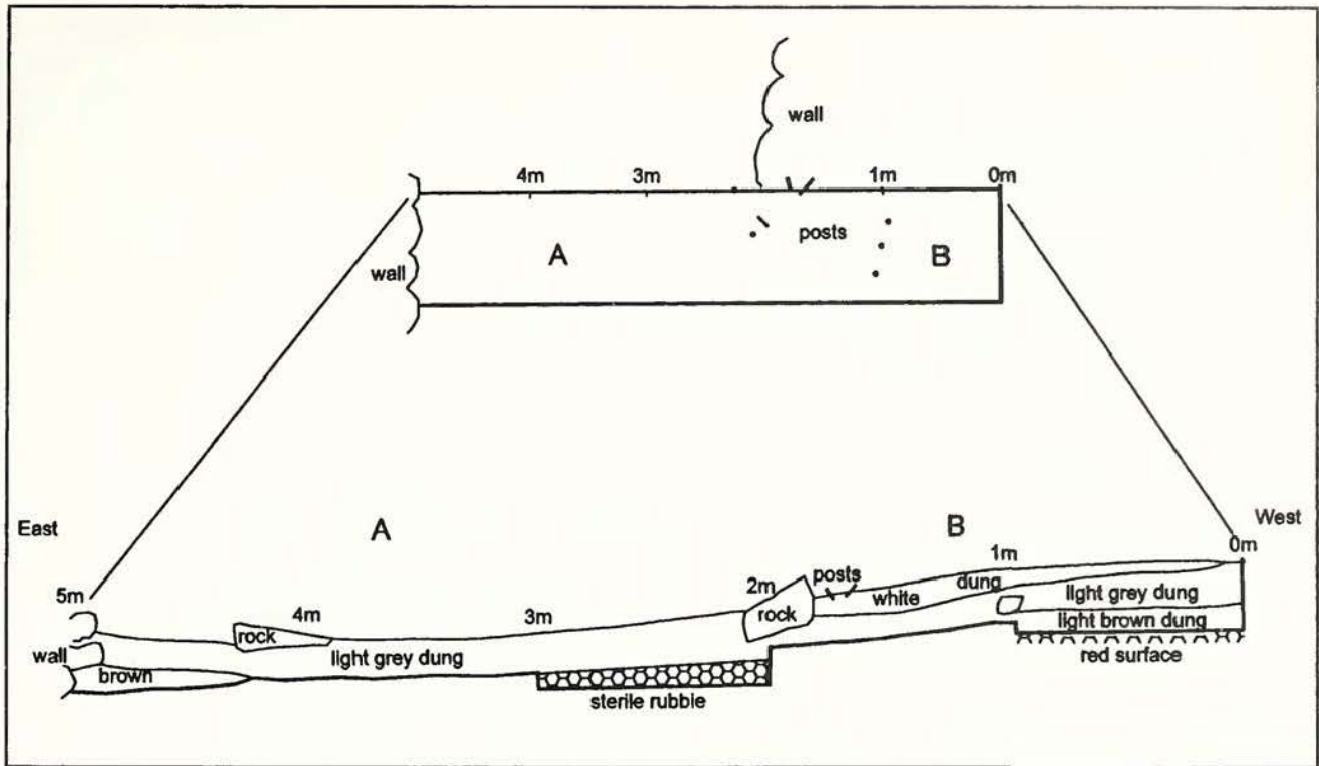 wall
4m 3m 1m 0m
posts
A B
wall
East A B West
0m
1m
5m 2m posts dung
4m 3m rock white light grey dung
rock light brown dung
wall light grey dung red surface
brown
sterile rubble